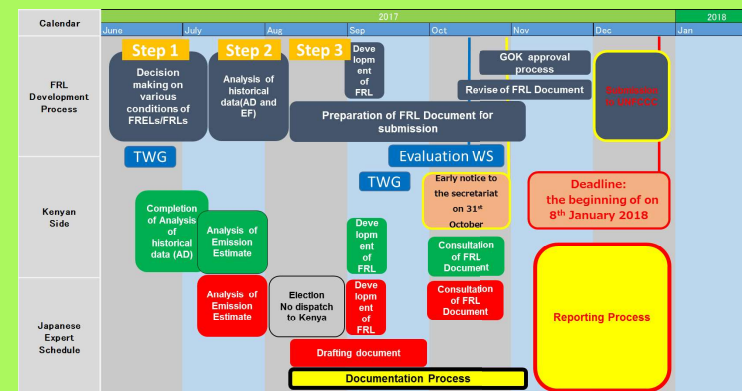 Calendar
2017
2018
June
July
Aug
Sep
Oct
Nov
Dec
Jan
FRL
Development
Process
Step 1
Decision
making on
various
conditions of
FRELs/FRLs
Step 2
Analysis of
historical
data(AD and
EF)
Step 3
Deve
lopm
ent
of
FRL
Preparation of FRL Document for
submission
GOK approval
process
Revise of FRL Document
Submission
to UNFCCC
TWG
Evaluation WS
TWG
Kenyan
Side
Completion
of Analysis
of
historical
data (AD)
Analysis of
Emission
Estimate
Deve
lopm
ent
of
FRL
Early notice to
the secretariat
on 31st
October
Consultation
of FRL
Document
Deadline:
the beginning of on
8th January 2018
Japanese
Expert
Schedule
Analysis of
Emission
Estimate
Election
No dispatch
to Kenya
Deve
lopm
ent
of
FRL
Consultation
of FRL
Document
Drafting document
Documentation Process
Reporting Process